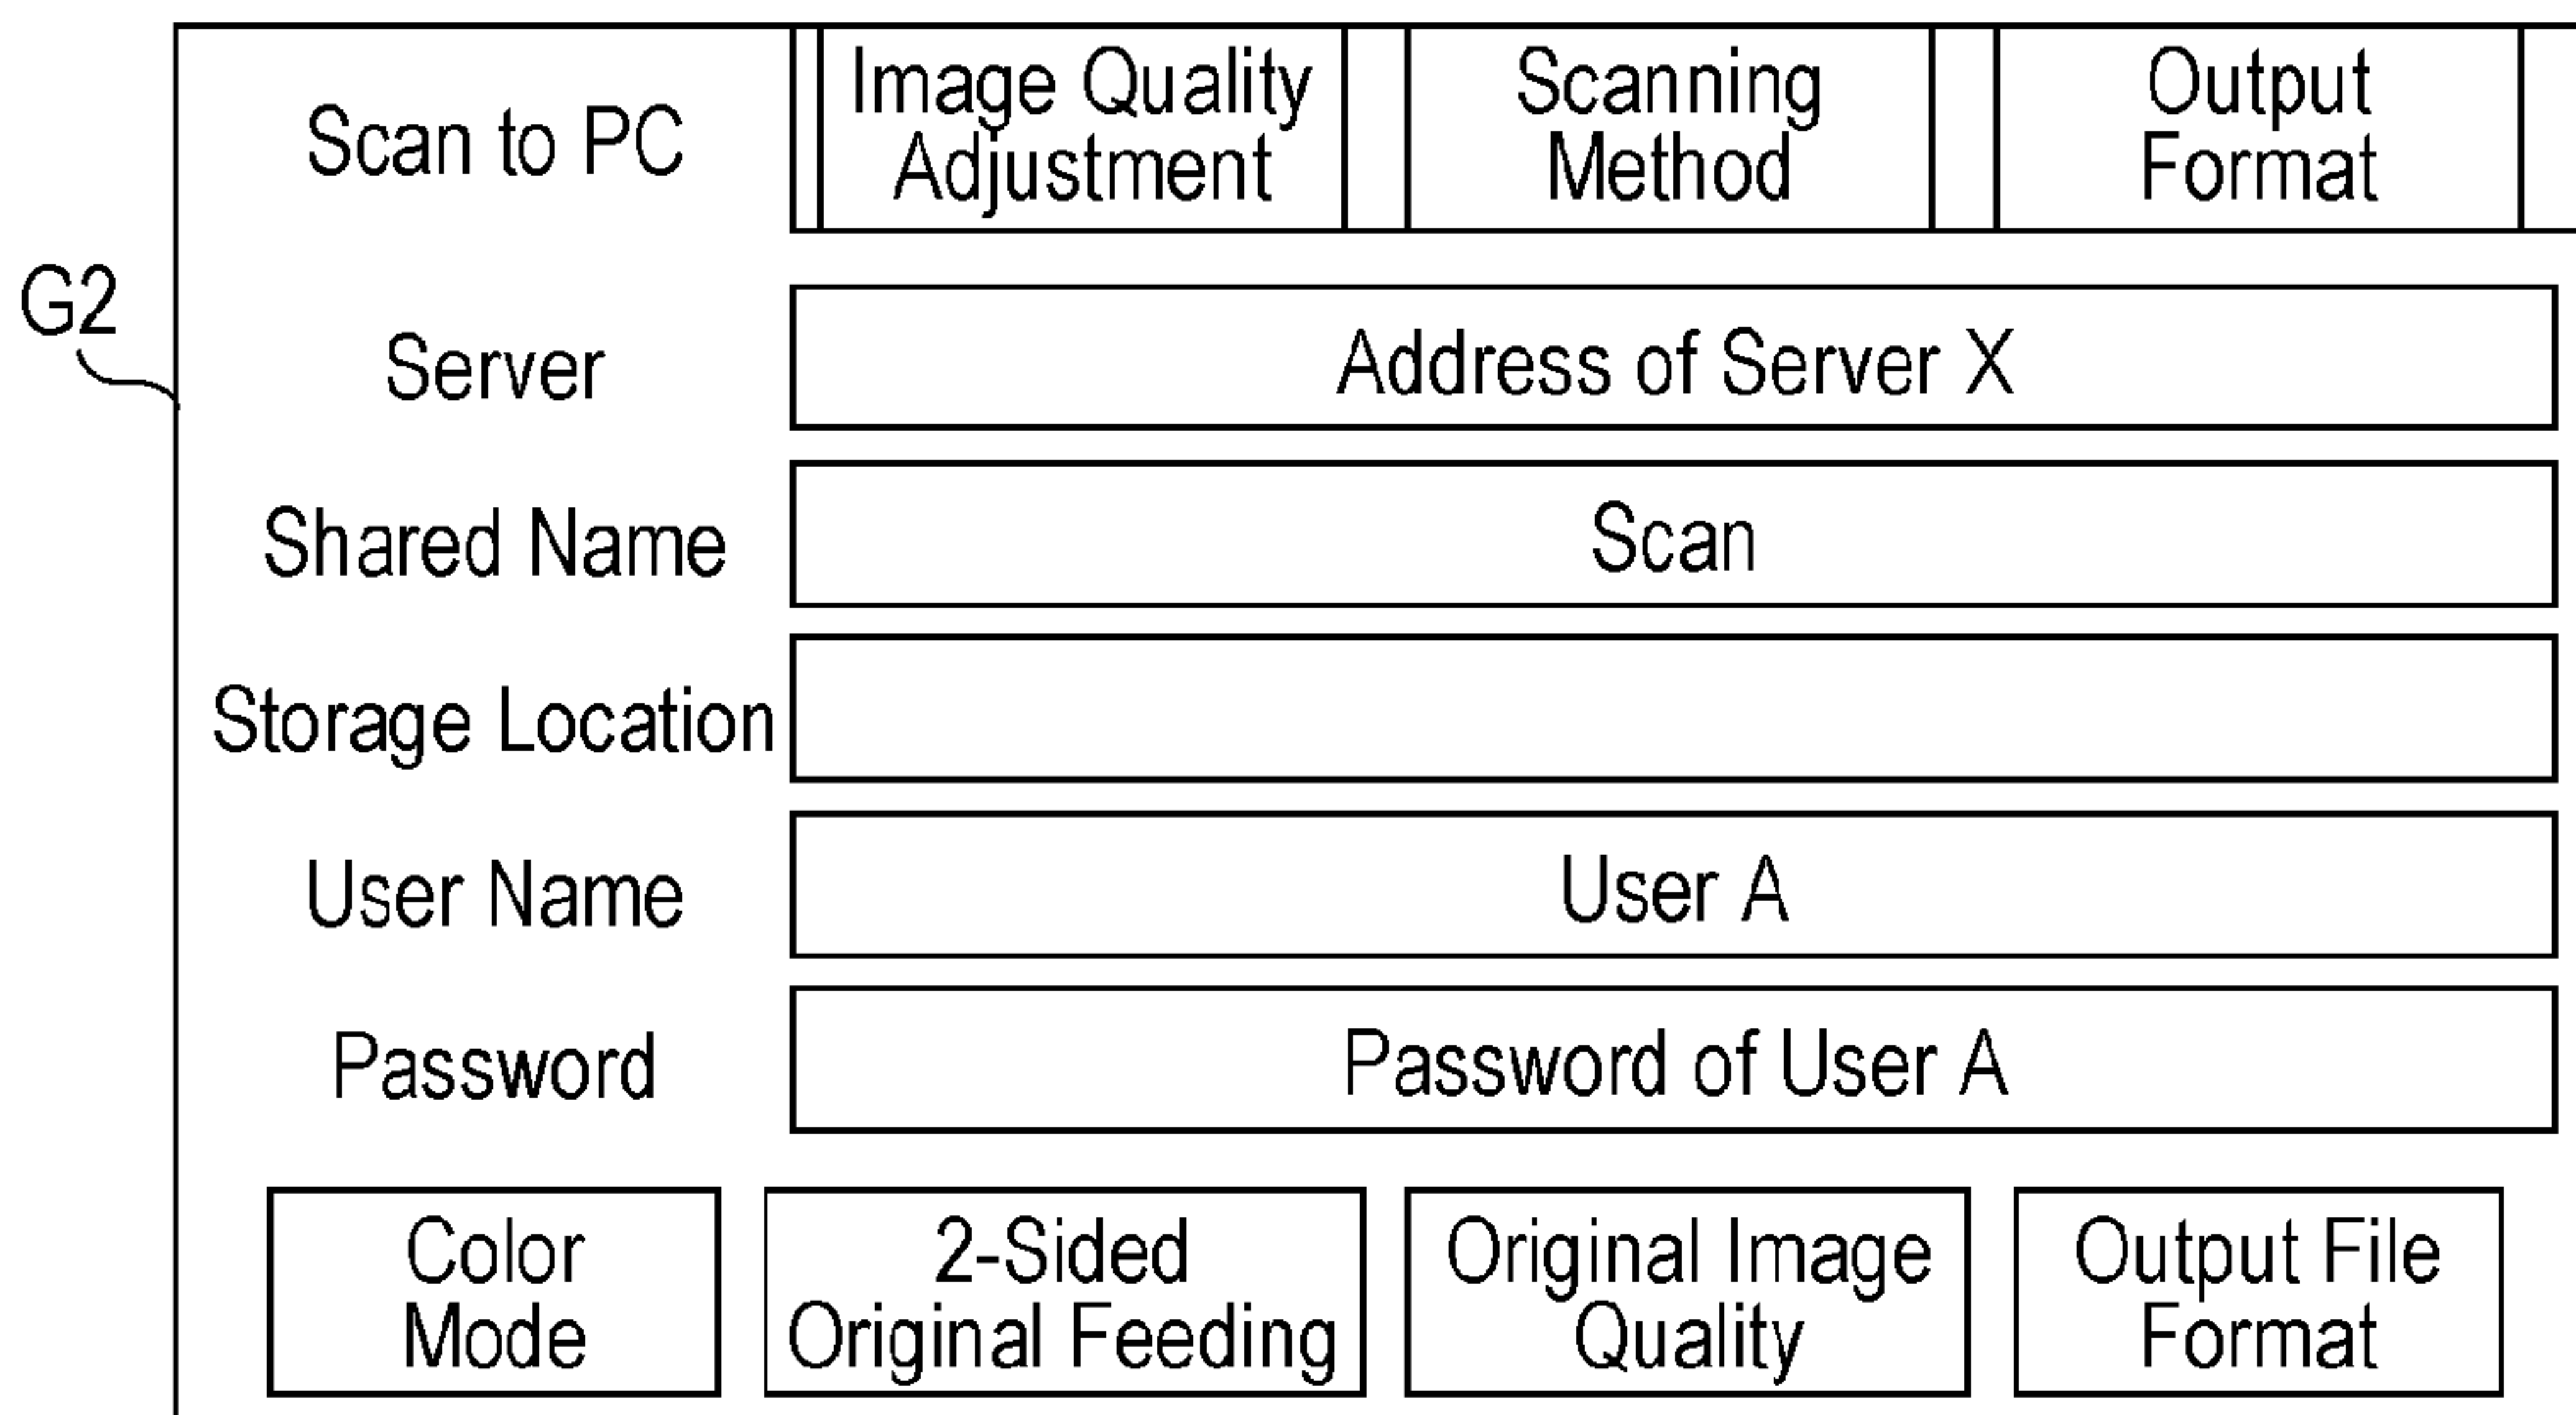 Scan to PC
Image Quality
Adjustment
Scanning
Method
Output
Format
G2
Server
Address of Server X
Shared Name
Scan
Storage Location
User Name
User A
Password
Password of User A
Color
Mode
2-Sided
Original Feeding
Original Image
Quality
Output File
Format